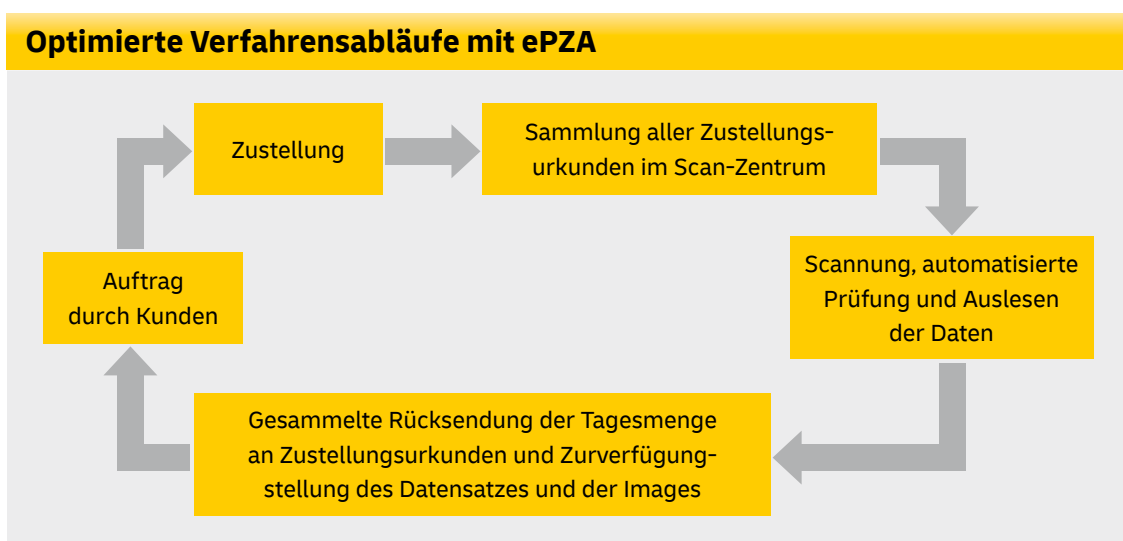 Optimierte Verfahrensabläufe mit ePZA
Zustellung
Sammlung aller Zustellungs-
urkunden im Scan-Zentrum
Scannung, automatisierte
Prüfung und Auslesen
der Daten
Gesammelte Rücksendung der Tagesmenge
an Zustellungsurkunden und Zurverfügung-
stellung des Datensatzes und der Images
Auftrag
durch Kunden